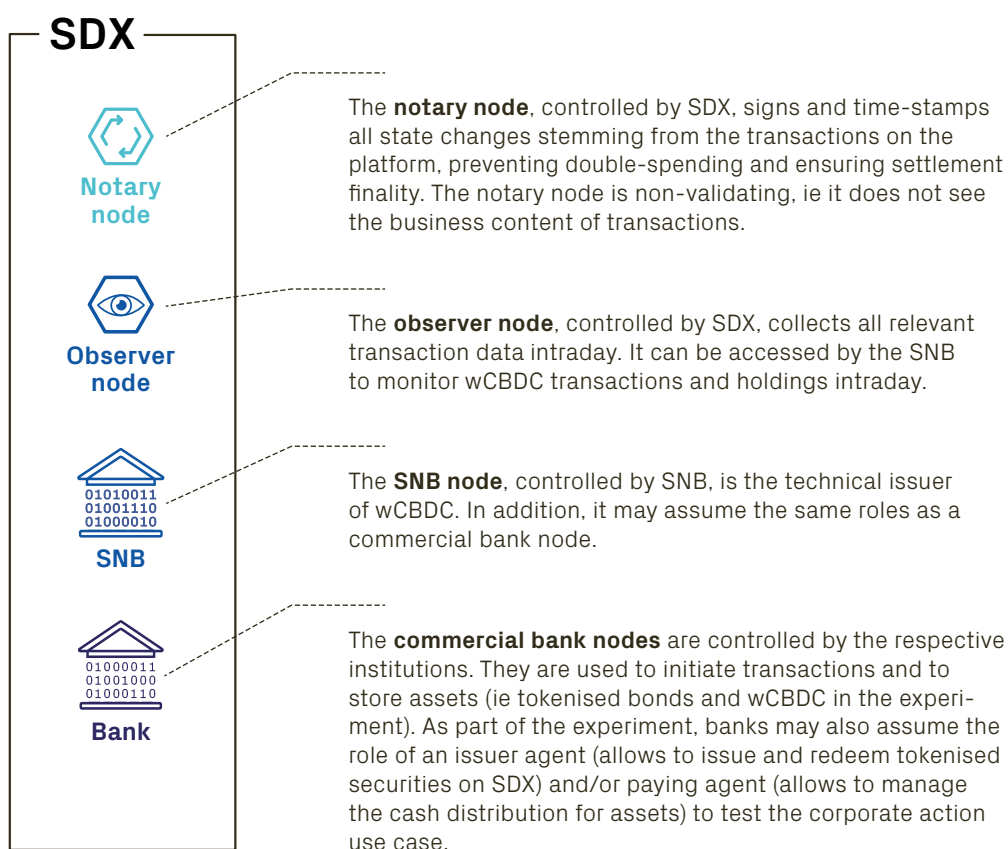 SDX
Notary
node
The notary node, controlled by SDX, signs and time-stamps
all state changes stemming from the transactions on the
platform, preventing double-spending and ensuring settlement
finality. The notary node is non-validating, ie it does not see
the business content of transactions.
Observer
node
The observer node, controlled by SDX, collects all relevant
transaction data intraday. It can be accessed by the SNB
to monitor wCBDC transactions and holdings intraday.
01010011
01001110
01000010
SNB
The SNB node, controlled by SNB, is the technical issuer
of wCBDC. In addition, it may assume the same roles as a
commercial bank node.
01000011
01001000
01000110
Bank
The commercial bank nodes are controlled by the respective
institutions. They are used to initiate transactions and to
store assets (ie tokenised bonds and wCBDC in the experi-
ment). As part of the experiment, banks may also assume the
role of an issuer agent (allows to issue and redeem tokenised
securities on SDX) and/or paying agent (allows to manage
the cash distribution for assets) to test the corporate action
use case.